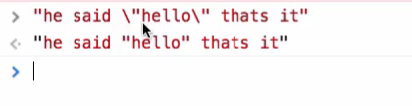 > "he said \"hello\" thats it"
<· "he said "hello" thats it"
>